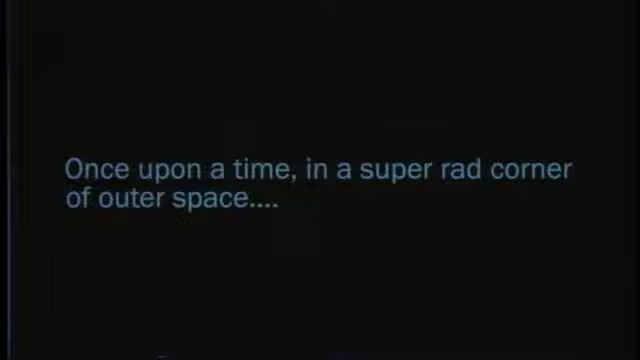 Once upon a time, in a super rad corner
of outer space....